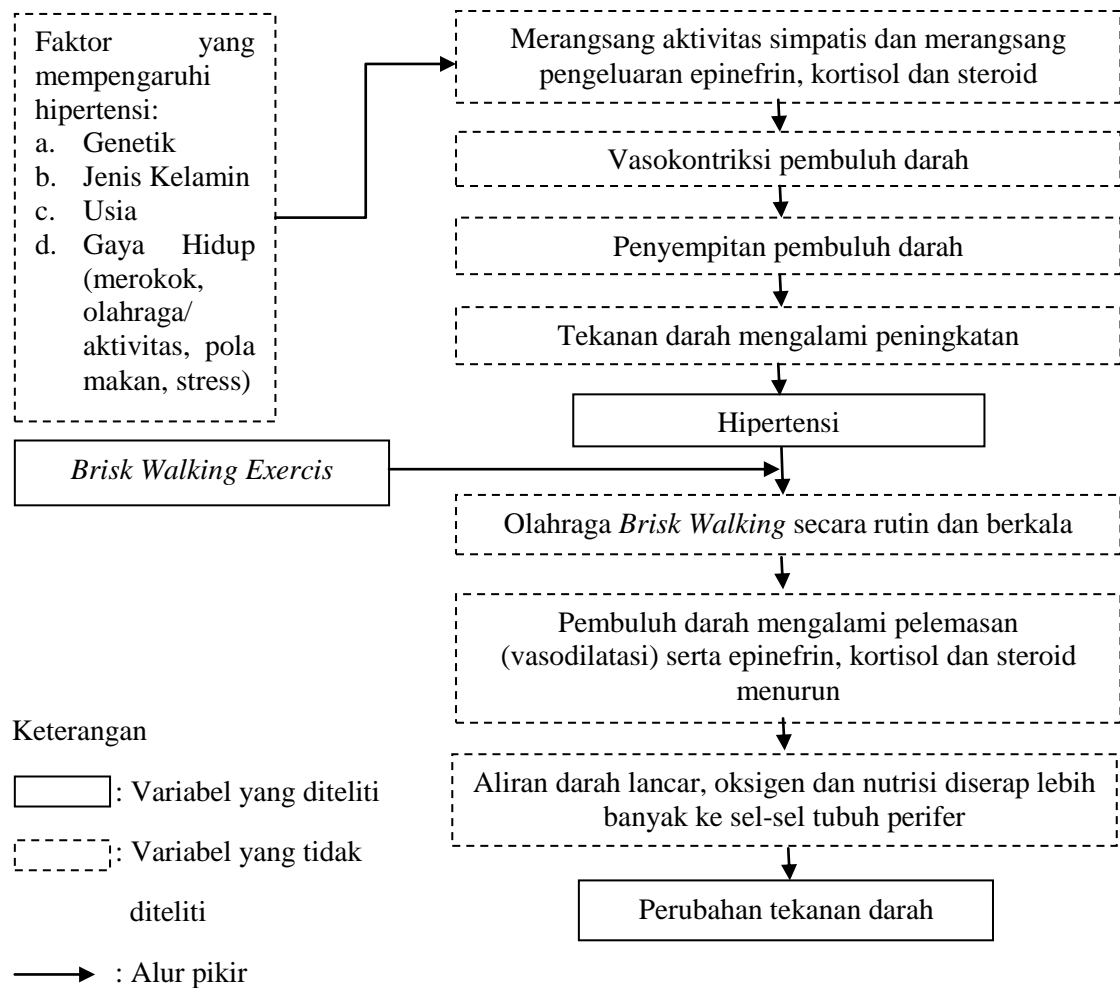 Faktor yang
mempengaruhi
hipertensi:
a. Genetik
b. Jenis Kelamin
c. Usia
d. Gaya Hidup
(merokok,
olahraga/
aktivitas, pola
makan, stress)
Merangsang aktivitas simpatis dan merangsang
pengeluaran epinefrin, kortisol dan steroid
Vasokontriksi pembuluh darah
Penyempitan pembuluh darah
Tekanan darah mengalami peningkatan
Hipertensi
Brisk Walking Exercis
Olahraga Brisk Walking secara rutin dan berkala
Pembuluh darah mengalami pelemasan
(vasodilatasi) serta epinefrin, kortisol dan steroid
menurun
Aliran darah lancar, oksigen dan nutrisi diserap lebih
banyak ke sel-sel tubuh perifer
Perubahan tekanan darah
Keterangan
: Variabel yang diteliti
: Variabel yang tidak
diteliti
: Alur pikir